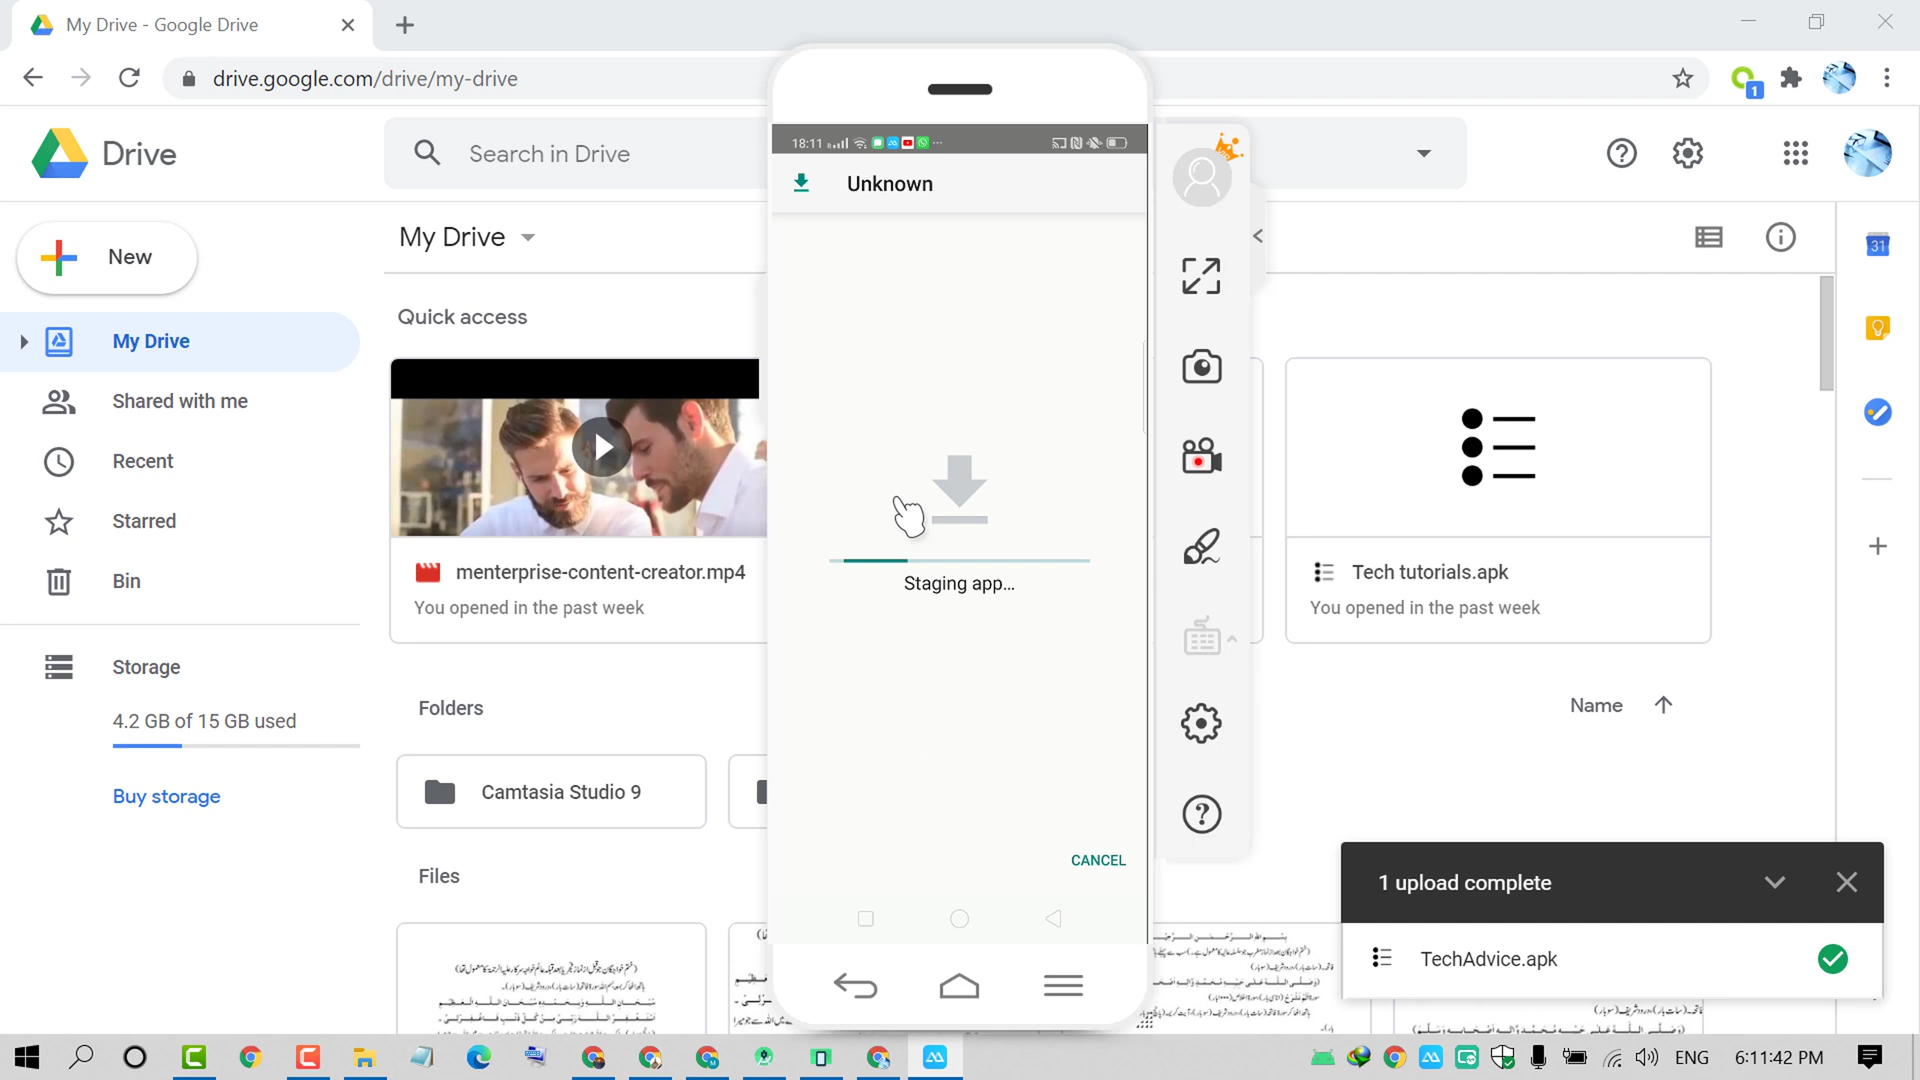 My Drive - Google Drive
drive.google.com/drive/my-drive
1
Drive
Search in Drive
18:11
Unknown
New
My Drive
31
Quick access
My Drive
Shared with me
Recent
Starred
Bin
menterprise-content-creator.mp4
You opened in the past week
Staging app...
Tech tutorials.apk
You opened in the past week
Storage
4.2 GB of 15 GB used
Buy storage
Folders
Name
Camtasia Studio 9
Files
CANCEL
1 upload complete
TechAdvice.apk
ENG
6:11:42 PM